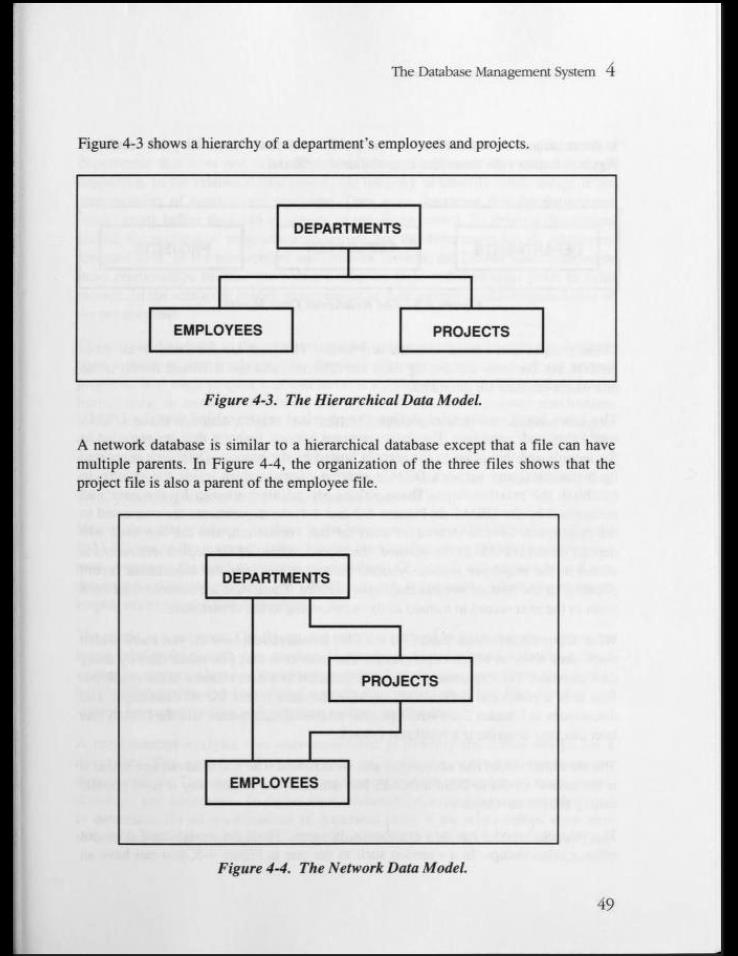 The Database Management System 4
Figure 4-3 shows a hierarchy of a department's employees and projects.
DEPARTMENTS
EMPLOYEES
PROJECTS
Figure 4-3. The Hierarchical Data Model.
A network database is similar to a hierarchical database except that a file can have
multiple parents. In Figure 4-4, the organization of the three files shows that the
project file is also a parent of the employee file.
DEPARTMENTS
PROJECTS
EMPLOYEES
Figure 4-4. The Network Data Model.
49